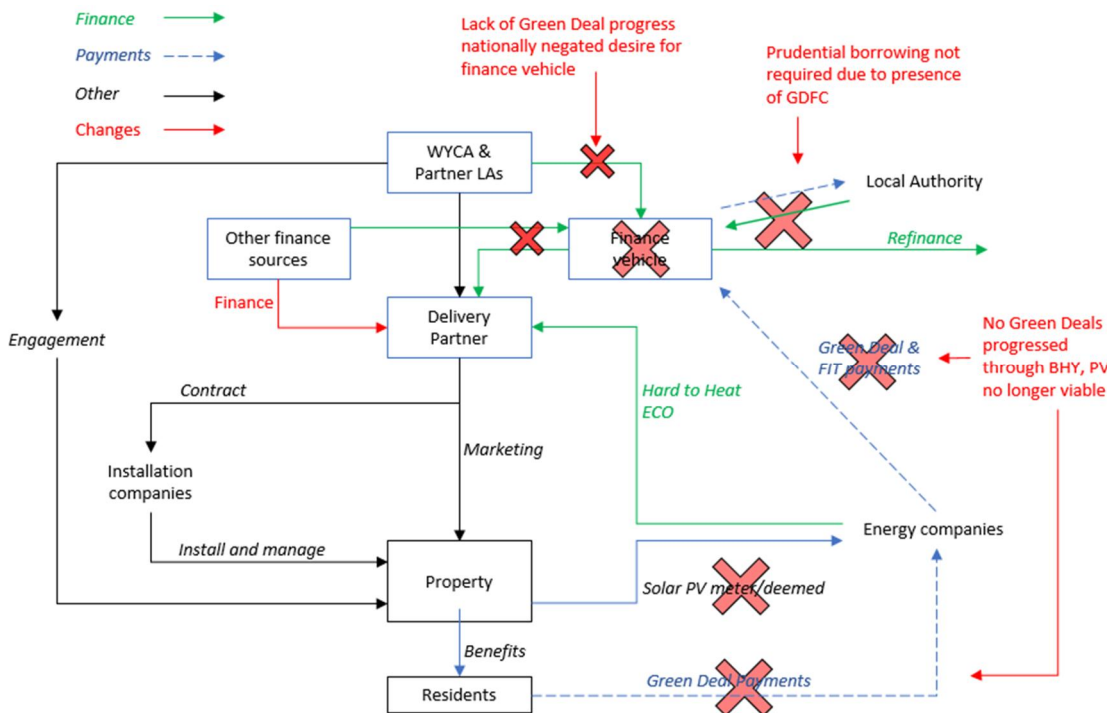 Finance
Payments
Other
Changes
Lack of Green Deal progress
nationally negated desire for
finance vehicle
Prudential borrowing not
required due to presence
of GDFC
WYCA &
Partner LAs
Local Authority
Other finance
sources
Finance
vehicle
Refinance
Finance
Delivery
Partner
Engagement
Green Deal &
FIT payments
No Green Deals
progressed
through BHY, PV
no longer viable
Contract
Hard to Heat
ECO
Marketing
Installation
companies
Energy companies
Install and manage
Property
Solar PV meter/deemed
Benefits
Residents
Green Deal Payments